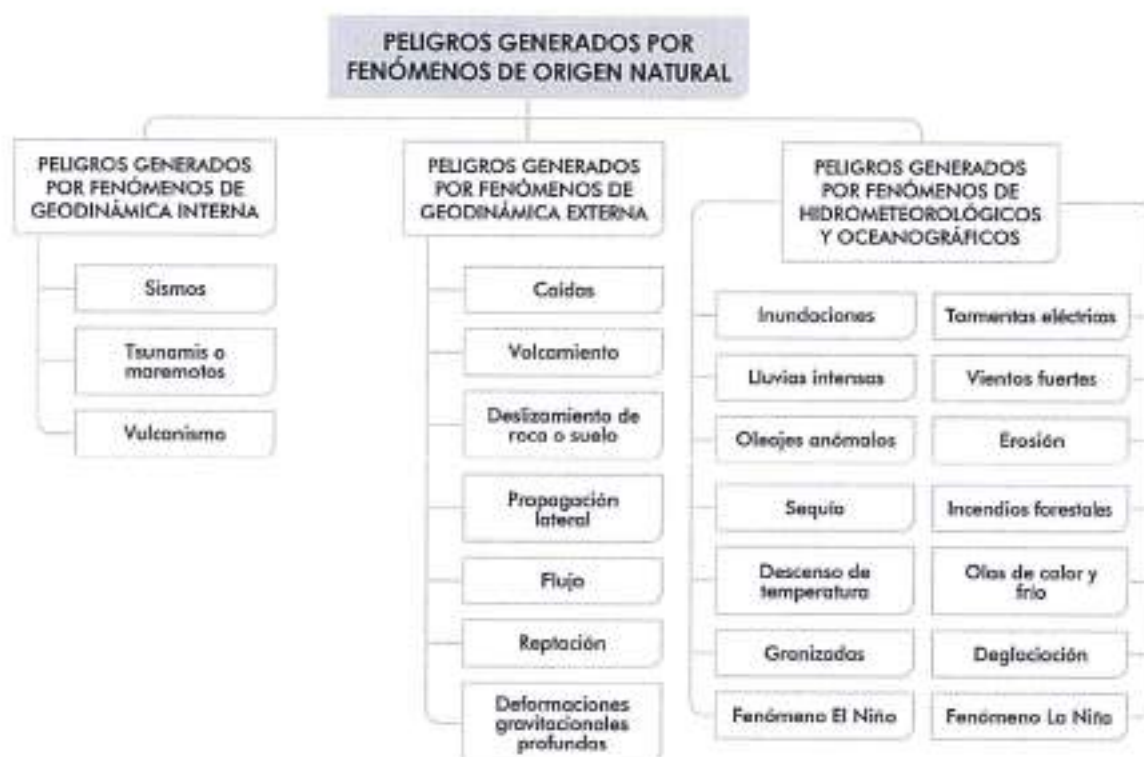 PELIGROS GENERADOS POR
FENÓMENOS DE ORIGEN NATURAL
PELIGROS GENERADOS
POR FENÓMENOS DE
GEODINÁMICA INTERNA
Sismos
Tsunamis o
maremotos
Vulcanismo
PELIGROS GENERADOS
POR FENÓMENOS DE
GEODINÁMICA EXTERNA
Caídas
Volcamiento
Deslizamiento de
roca o suelo
Propagación
lateral
Flujo
Reptación
Deformaciones
gravitacionales
profundas
PELIGROS GENERADOS
POR FENÓMENOS DE
HIDROMETEOROLÓGICOS
Y OCEANOGRÁFICOS
Inundaciones
Lluvias intensas
Oleajes anómalos
Sequía
Descenso de
temperatura
Granizadas
Fenómeno El Niño
Tormentas eléctricas
Vientos fuertes
Erosión
Incendios forestales
Olas de calor y
frío
Deglaciación
Fenómeno La Niña